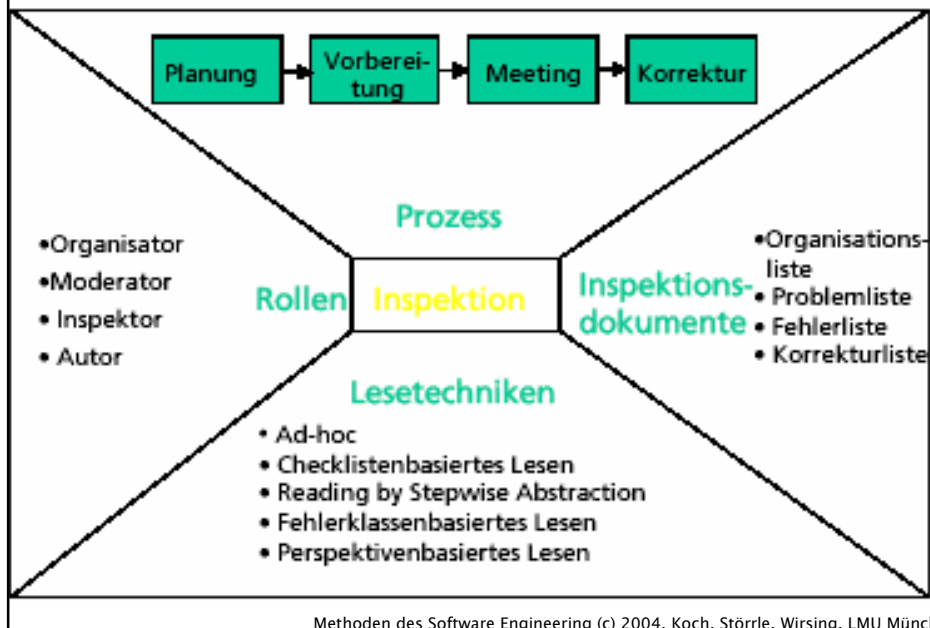 Planung
Vorberei-
tung
Meeting
Korrektur
Prozess
•Organisator
•Moderator
• Inspektor
• Autor
Rollen
Inspektion
Inspektions-
dokumente
•Organisations-
liste
• Problemliste
• Fehlerliste
• Korrekturliste
Lesetechniken
• Ad-hoc
• Checklistenbasiertes Lesen
• Reading by Stepwise Abstraction
• Fehlerklassenbasiertes Lesen
• Perspektivenbasiertes Lesen
Methoden des Software Engineering (c) 2004, Koch, Störrle, Wirsing, LMU Münc